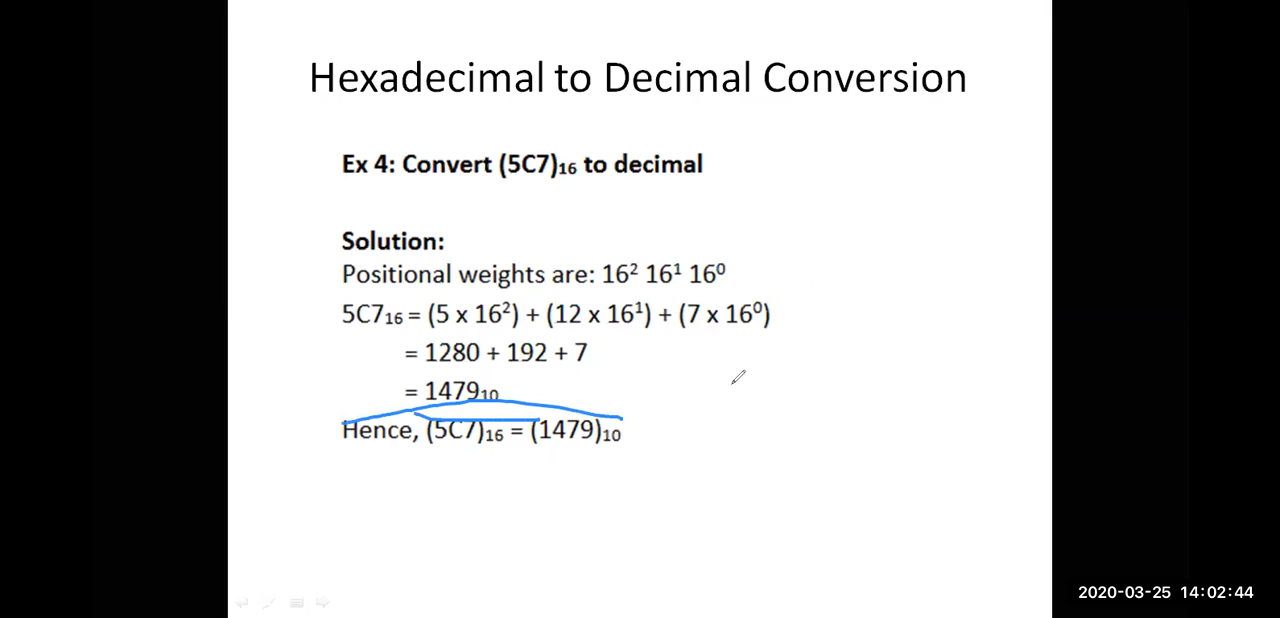 Hexadecimal to Decimal Conversion
Ex 4: Convert (5C7)₁₆ to decimal
Solution:
Positional weights are: 16² 16¹ 16⁰
5C7₁₆ = (5 x 16²) + (12 x 16¹) + (7 x 16⁰)
= 1280 + 192 + 7
= 1479₁₀
Hence, (5C7)₁₆ = (1479)₁₀
2020-03-25 14:02:44